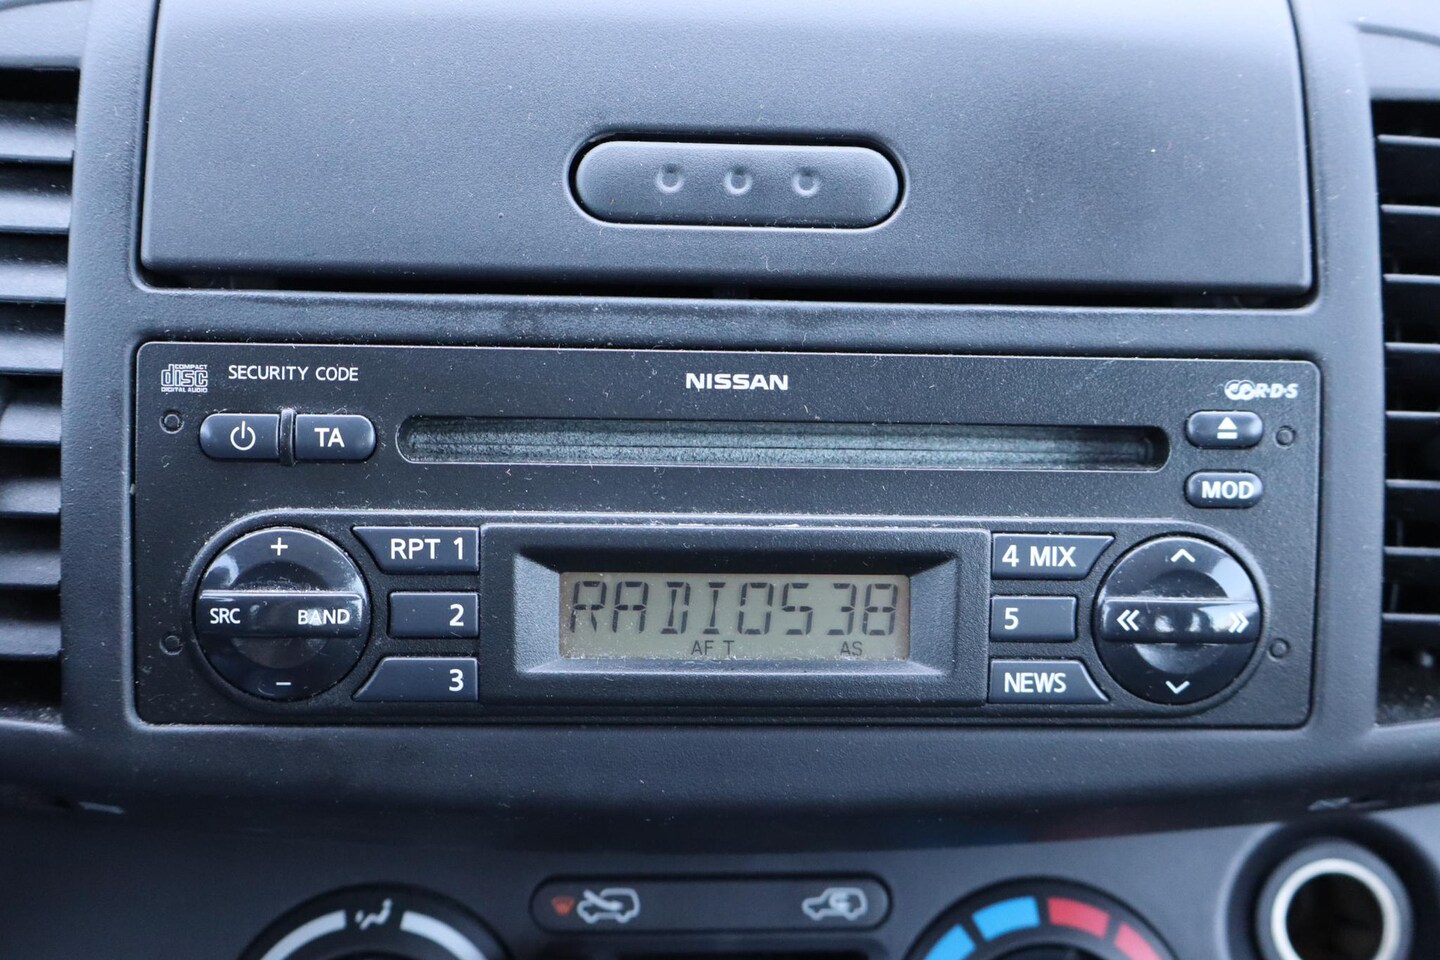 COMPACT
disc
DIGITAL AUDIO
SECURITY CODE
NISSAN
R·D·S
TA
MOD
+
RPT 1
4 MIX
SRC
BAND
2
RADIO538
5
AF T
AS
−
3
NEWS